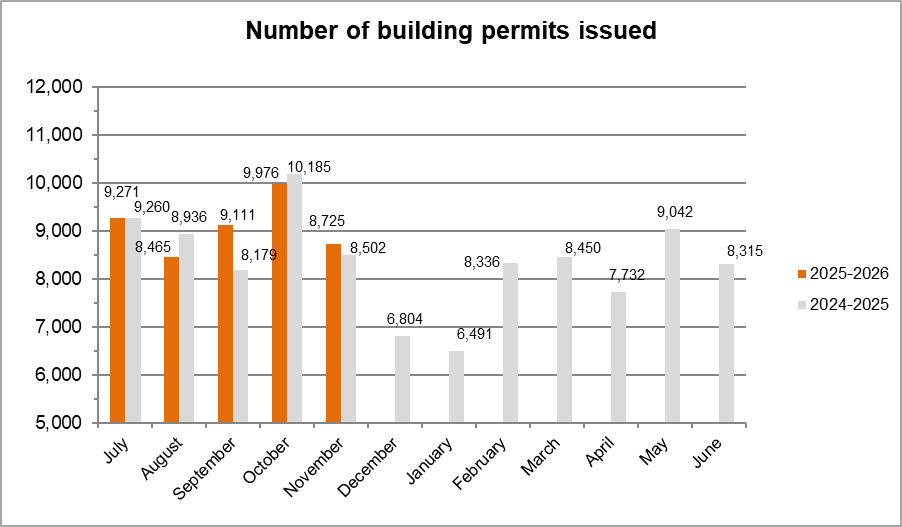 Number of building permits issued
12,000
11,000
10,000
9,000
8,000
7,000
6,000
5,000
9,271
9,260
8,465
8,936
9,111
8,179
9,976
10,185
8,725
8,502
6,804
6,491
8,336
8,450
7,732
9,042
8,315
July
August
September
October
November
December
January
February
March
April
May
June
2025-2026
2024-2025